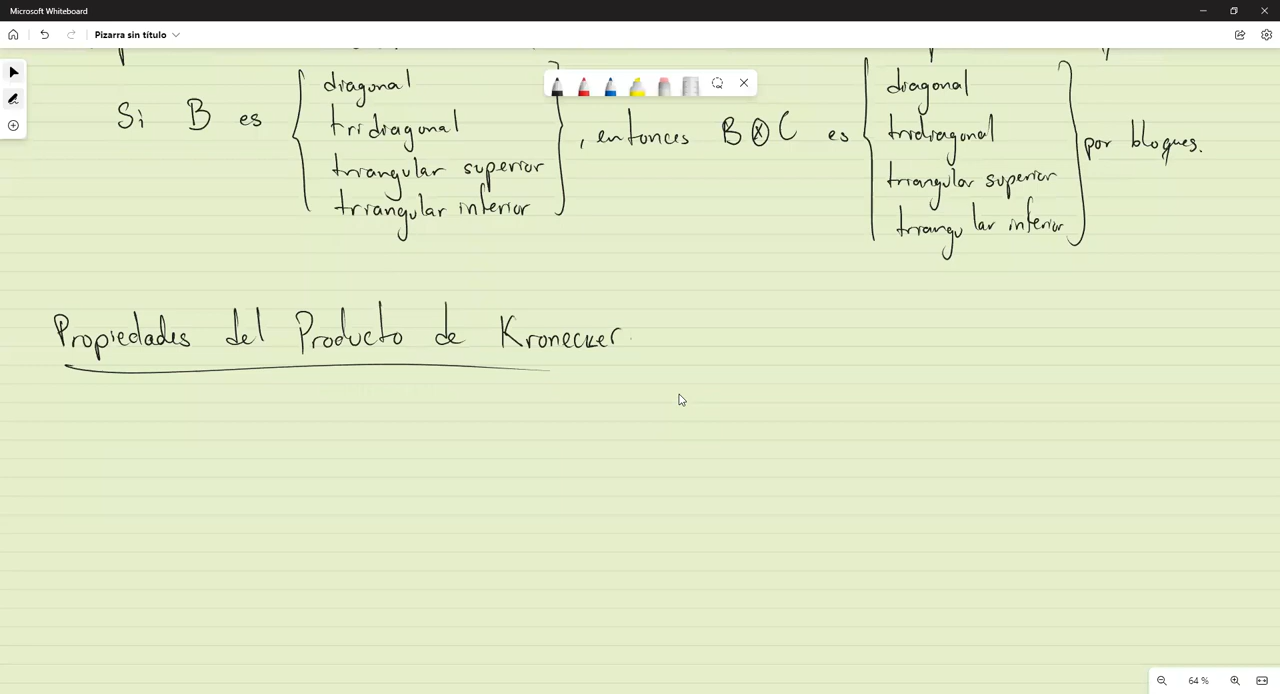 Microsoft Whiteboard
Pizarra sin título
Si B es { diagonal tridiagonal triangular superior triangular inferior } , entonces B ⊗ C es { diagonal tridiagonal triangular superior triangular inferior } por bloques.
Propiedades del Producto de Kronecker.
64 %